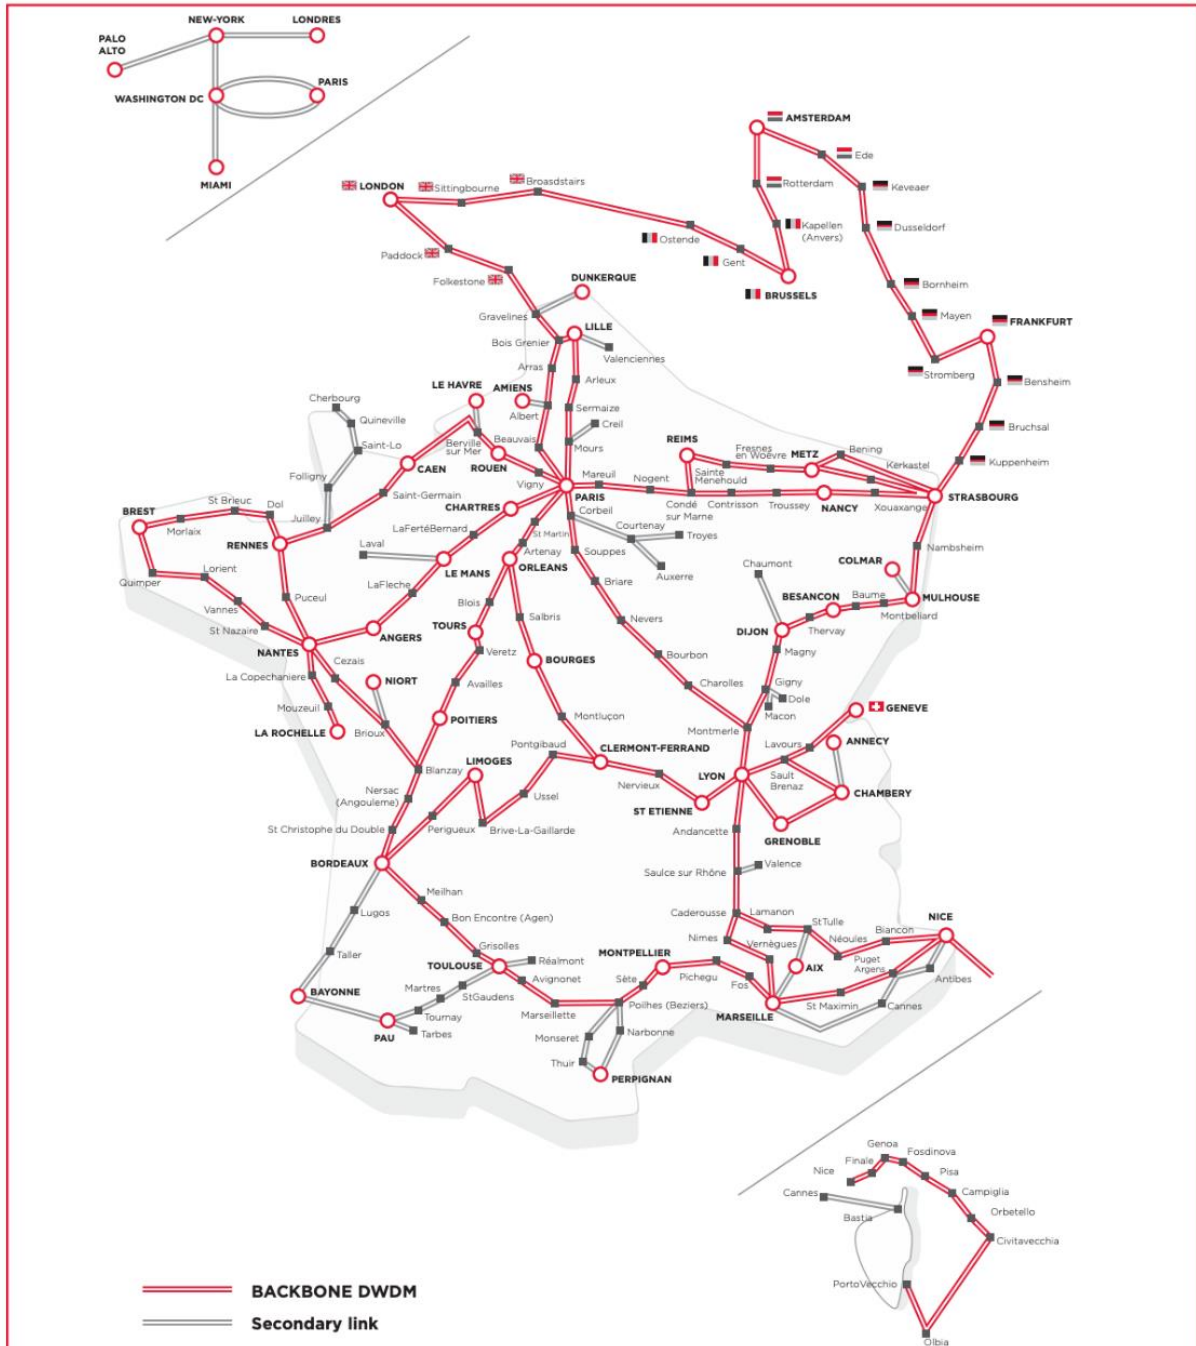 NEW-YORK
LONDRES
PALO
ALTO
WASHINGTON DC
PARIS
MIAMI
AMSTERDAM
Ede
Rotterdam
Keveaer
Kapellen
(Anvers)
Dusseldorf
LONDON
Sittingbourne
Broasdstairs
Ostende
Gent
BRUSSELS
Bornheim
Mayen
FRANKFURT
Stromberg
Bensheim
Bruchsal
Kuppenheim
Paddock
Folkestone
DUNKERQUE
Gravelines
LILLE
Bois Grenier
Valenciennes
Arras
Arleux
LE HAVRE
AMIENS
Albert
Sermaize
Creil
Cherbourg
Quineville
Saint-Lo
Berville
sur Mer
Beauvais
Mours
REIMS
Fresnes
en Woëvre
METZ
Bening
Kerkastel
Folligny
CAEN
ROUEN
Vigny
PARIS
Mareuil
Nogent
Sainte
Menehould
STRASBOURG
Saint-Germain
CHARTRES
Corbeil
Condé
sur Marne
Contrisson
Troussey
NANCY
Xouaxange
BREST
St Brieuc
Dol
Juilley
Morlaix
LaFertéBernard
St Martin
Courtenay
Troyes
RENNES
Laval
Artenay
Souppes
Nambsheim
LE MANS
ORLEANS
Auxerre
Chaumont
COLMAR
Quimper
Lorient
LaFleche
Briare
BESANCON
Baume
MULHOUSE
Vannes
Puceul
Blois
Salbris
Nevers
Montbéliard
St Nazaire
ANGERS
TOURS
DIJON
Thervay
NANTES
Cezais
Veretz
BOURGES
Bourbon
Magny
La Copechaniere
NIORT
Availles
Charolles
Gigny
Dole
Macon
Mouzeuil
LA ROCHELLE
Brioux
POITIERS
Montluçon
Montmerle
GENEVE
Pontgibaud
CLERMONT-FERRAND
Lavours
ANNECY
Blanzay
LIMOGES
LYON
Sault
Brenaz
Nersac
(Angouleme)
Ussel
Nervieux
CHAMBERY
ST ETIENNE
St Christophe du Double
Perigueux
Brive-La-Gaillarde
Andancette
GRENOBLE
BORDEAUX
Valence
Saulce sur Rhône
Meilhan
Lugos
Bon Encontre (Agen)
Caderousse
Lamanon
StTulle
NICE
Nimes
Vernègues
Néoules
Biancon
Taller
Grisolles
MONTPELLIER
TOULOUSE
Réalmont
Pichegu
AIX
Puget
Argens
Antibes
Sète
Fos
BAYONNE
Martres
StGaudens
Avignonet
Marseillette
Poilhes (Beziers)
MARSEILLE
St Maximin
Cannes
Tournay
PAU
Tarbes
Monseret
Narbonne
Thuir
PERPIGNAN
Genoa
Fosdinova
Finale
Nice
Pisa
Cannes
Campiglia
Bastia
Orbetello
Civitavecchia
PortoVecchio
Olbia
BACKBONE DWDM
Secondary link